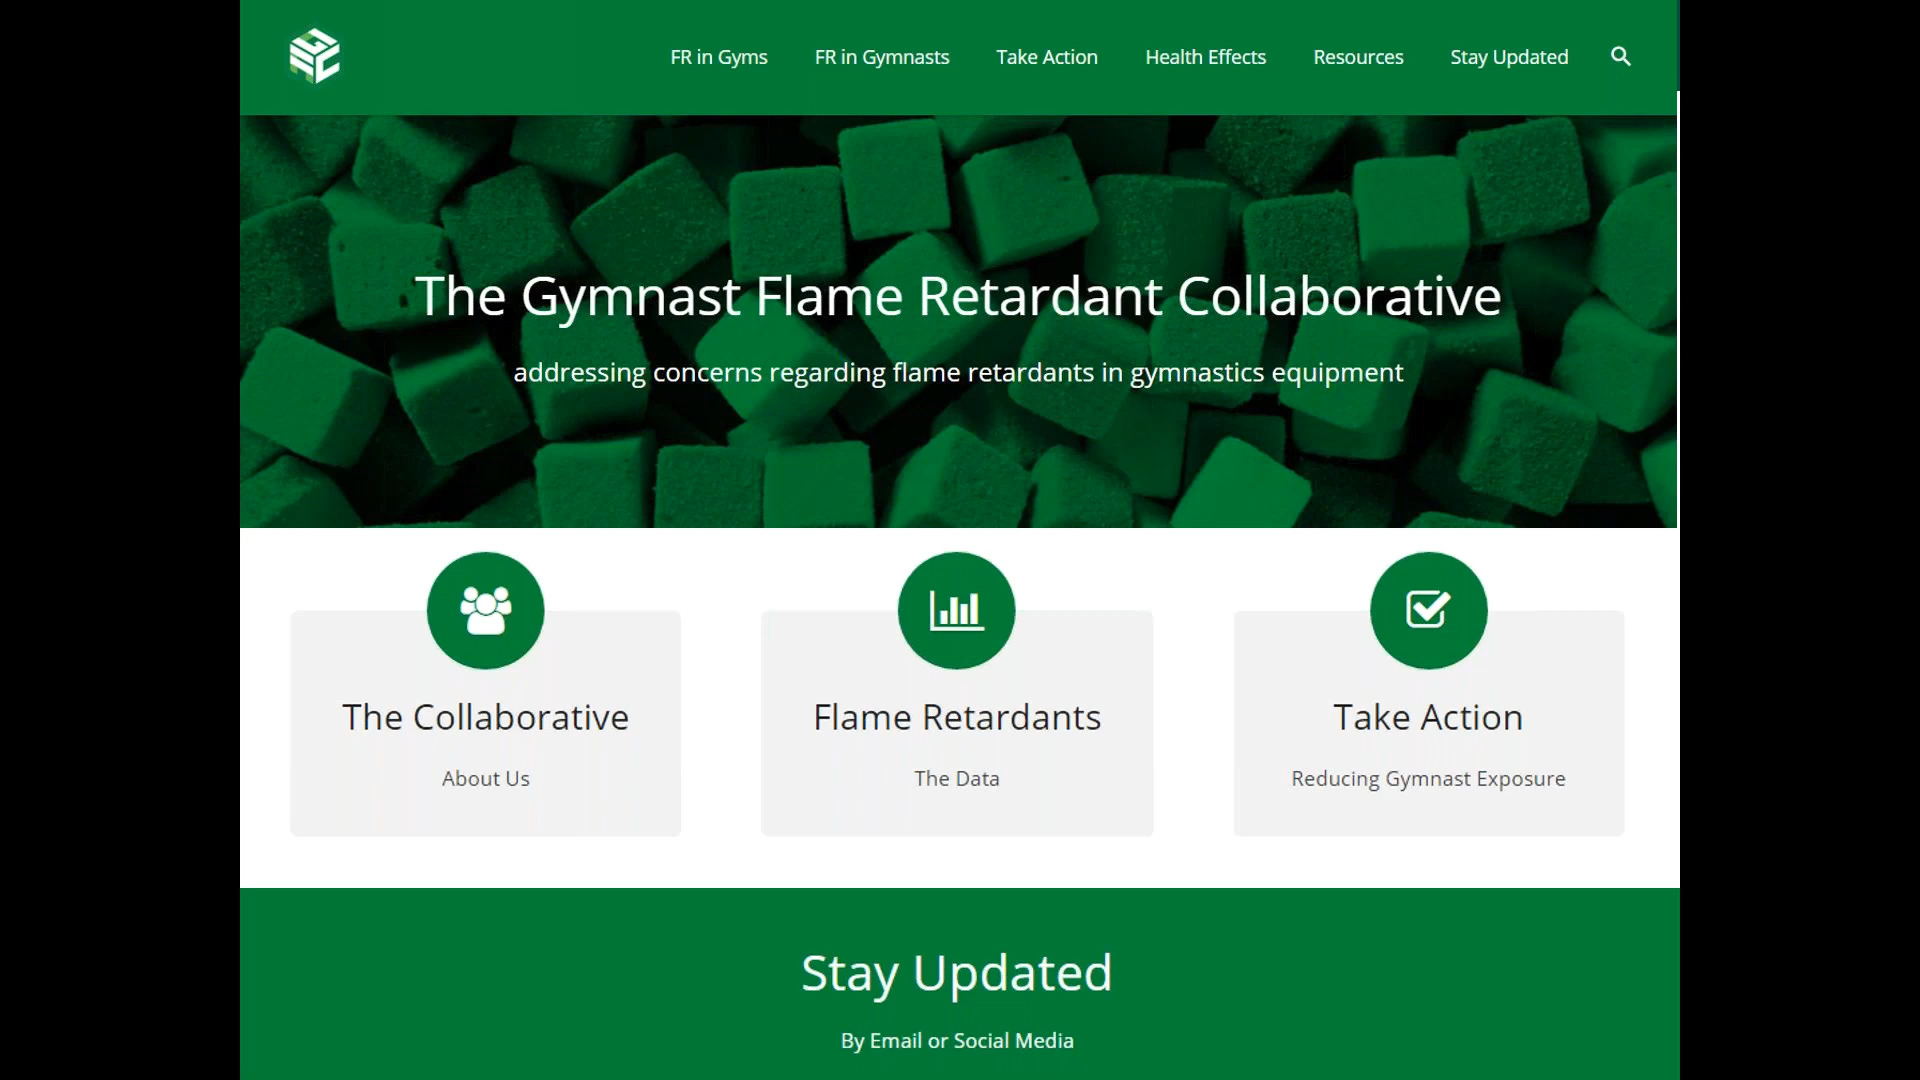 FR in Gyms FR in Gymnasts Take Action Health Effects Resources Stay Updated
The Gymnast Flame Retardant Collaborative
addressing concerns regarding flame retardants in gymnastics equipment
The Collaborative
About Us
Flame Retardants
The Data
Take Action
Reducing Gymnast Exposure
Stay Updated
By Email or Social Media